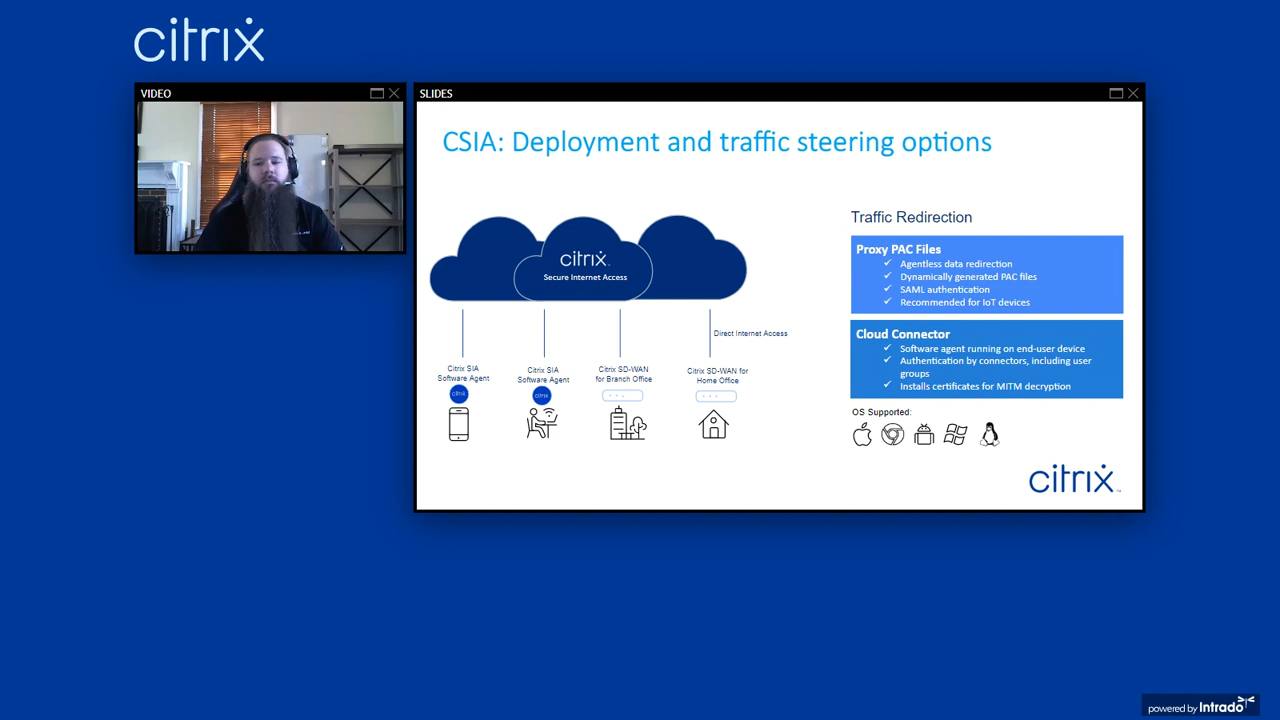 citrix
VIDEO
SLIDES
CSIA: Deployment and traffic steering options
citrix
Secure Internet Access
Direct Internet Access
Citrix SIA
Software Agent
citrix
Citrix SIA
Software Agent
citrix
Citrix SD-WAN
for Branch Office
Citrix SD-WAN for
Home Office
Traffic Redirection
Proxy PAC Files
✓ Agentless data redirection
✓ Dynamically generated PAC files
✓ SAML authentication
✓ Recommended for IoT devices
Cloud Connector
✓ Software agent running on end-user device
✓ Authentication by connectors, including user
groups
✓ Installs certificates for MITM decryption
OS Supported:
citrix
powered by Intrado